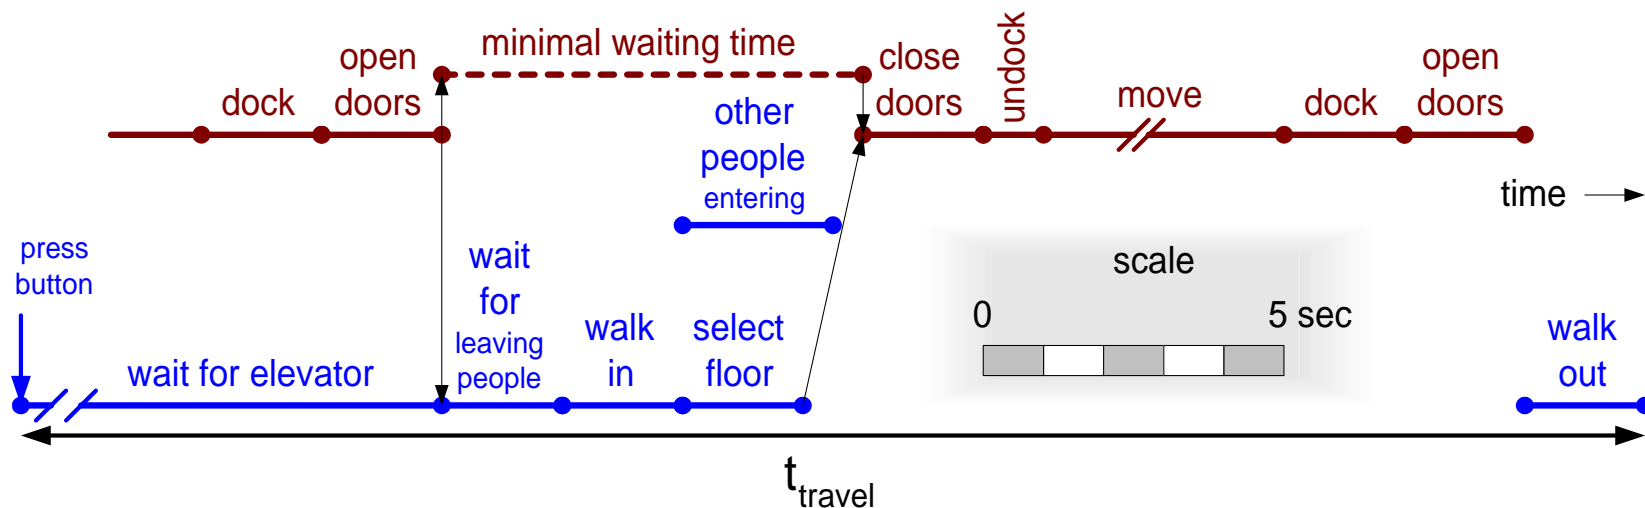 open
doors
dock
minimal waiting time
close
doors
undock
move
dock
open
doors
other
people
entering
time
press
button
wait
for
leaving
people
walk
in
select
floor
scale
0
5 sec
walk
out
wait for elevator
t travel